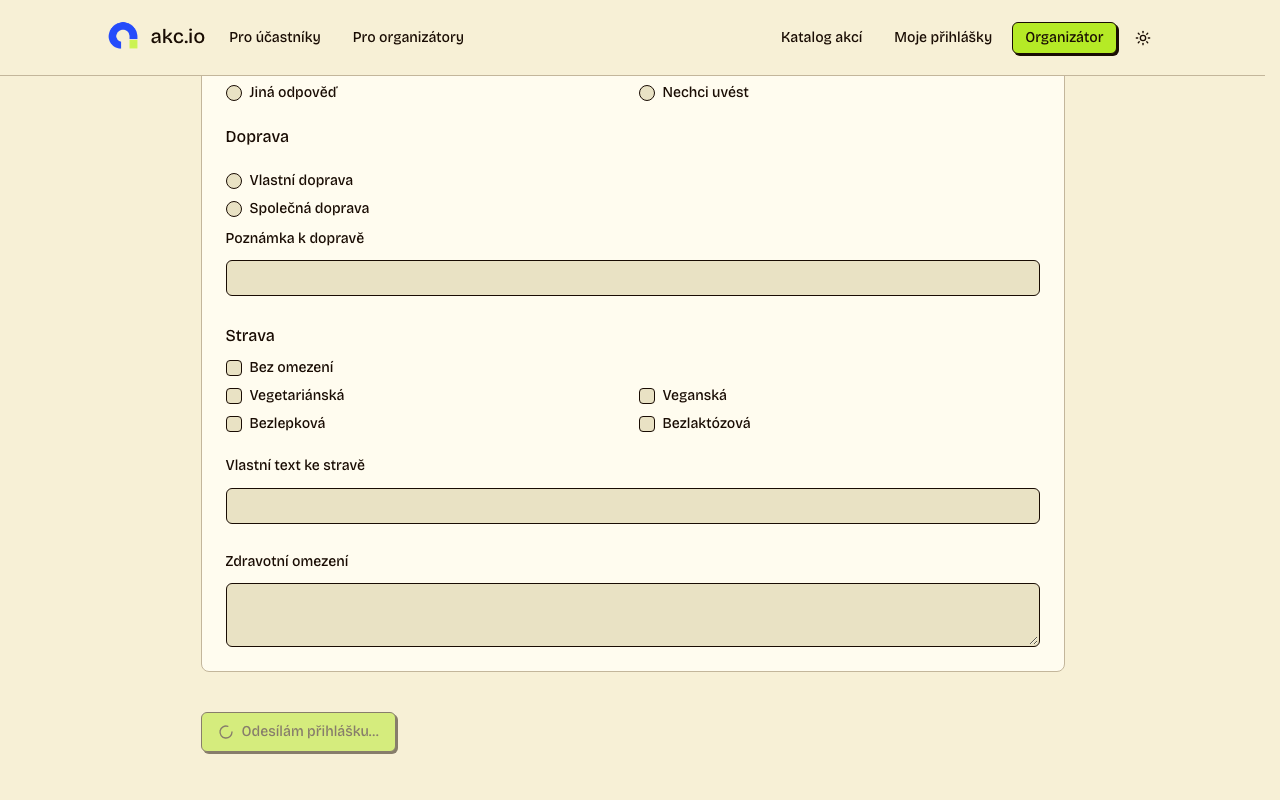 akc.io Pro účastníky Pro organizátory Katalog akcí Moje přihlášky Organizátor
Jiná odpověď Nechci uvést
Doprava
Vlastní doprava
Společná doprava
Poznámka k dopravě
Strava
Bez omezení
Vegetariánská Veganská
Bezlepková Bezlaktózová
Vlastní text ke stravě
Zdravotní omezení
Odesílám přihlášku...